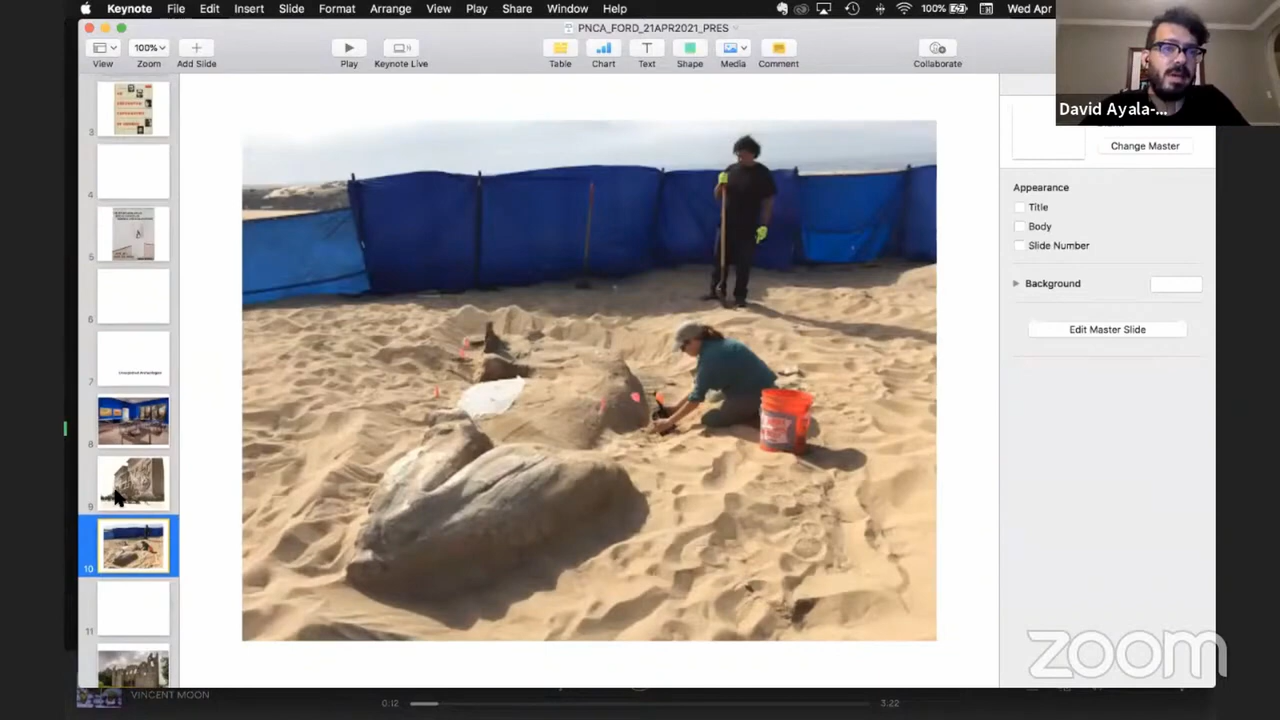 Keynote File Edit Insert Slide Format Arrange View Play Share Window Help 100% Wed Apr
PNCA_FORD_21APR2021_PRES
100%
View Zoom Add Slide Play Keynote Live Table Chart Text Shape Media Comment Collaborate
David Ayala-...
Change Master
Appearance
Title
Body
Slide Number
Background
Edit Master Slide
3
4
5
6
7
8
9
10
11
zoom
VINCENT MOON
0:12
3:22